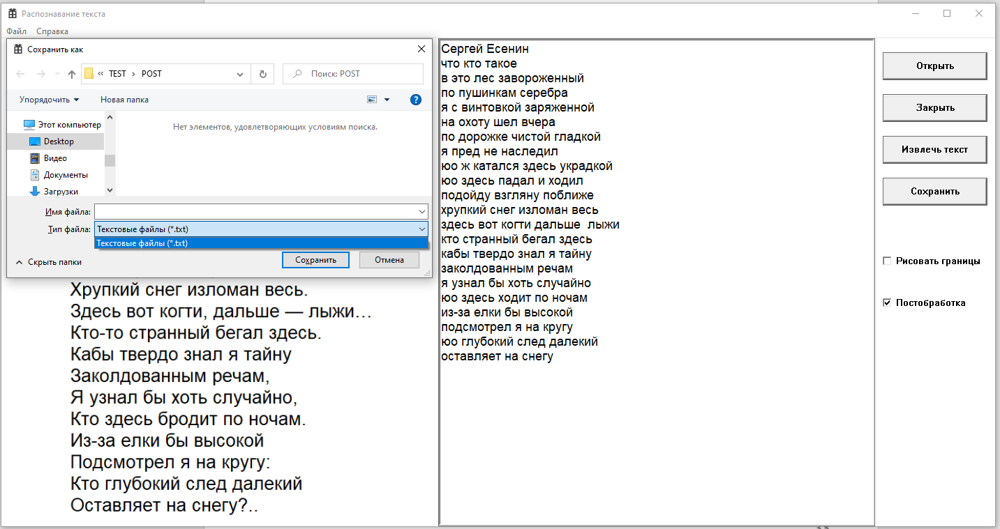 Распознавание текста
Файл Справка
Сохранить как
« TEST › POST
Поиск: POST
Упорядочить
Новая папка
?
Этот компьютер
Desktop
Видео
Документы
Загрузки
Нет элементов, удовлетворяющих условиям поиска.
Имя файла:
Тип файла: Текстовые файлы (*.txt)
Текстовые файлы (*.txt)
Скрыть папки
Сохранить
Отмена
Хрупкий снег изломан весь.
Здесь вот когти, дальше — лыжи…
Кто-то странный бегал здесь.
Кабы твердо знал я тайну
Заколдованным речам,
Я узнал бы хоть случайно,
Кто здесь бродит по ночам.
Из-за елки бы высокой
Подсмотрел я на кругу:
Кто глубокий след далекий
Оставляет на снегу?..
Сергей Есенин
что кто такое
в это лес завороженный
по пушинкам серебра
я с винтовкой заряженной
на охоту шел вчера
по дорожке чистой гладкой
я пред не наследил
юо ж катался здесь украдкой
юо здесь падал и ходил
подойду взгляну поближе
хрупкий снег изломан весь
здесь вот когти дальше  лыжи
кто странный бегал здесь
кабы твердо знал я тайну
заколдованным речам
я узнал бы хоть случайно
юо здесь ходит по ночам
из-за елки бы высокой
подсмотрел я на кругу
юо глубокий след далекий
оставляет на снегу
Открыть
Закрыть
Извлечь текст
Сохранить
Рисовать границы
Постобработка